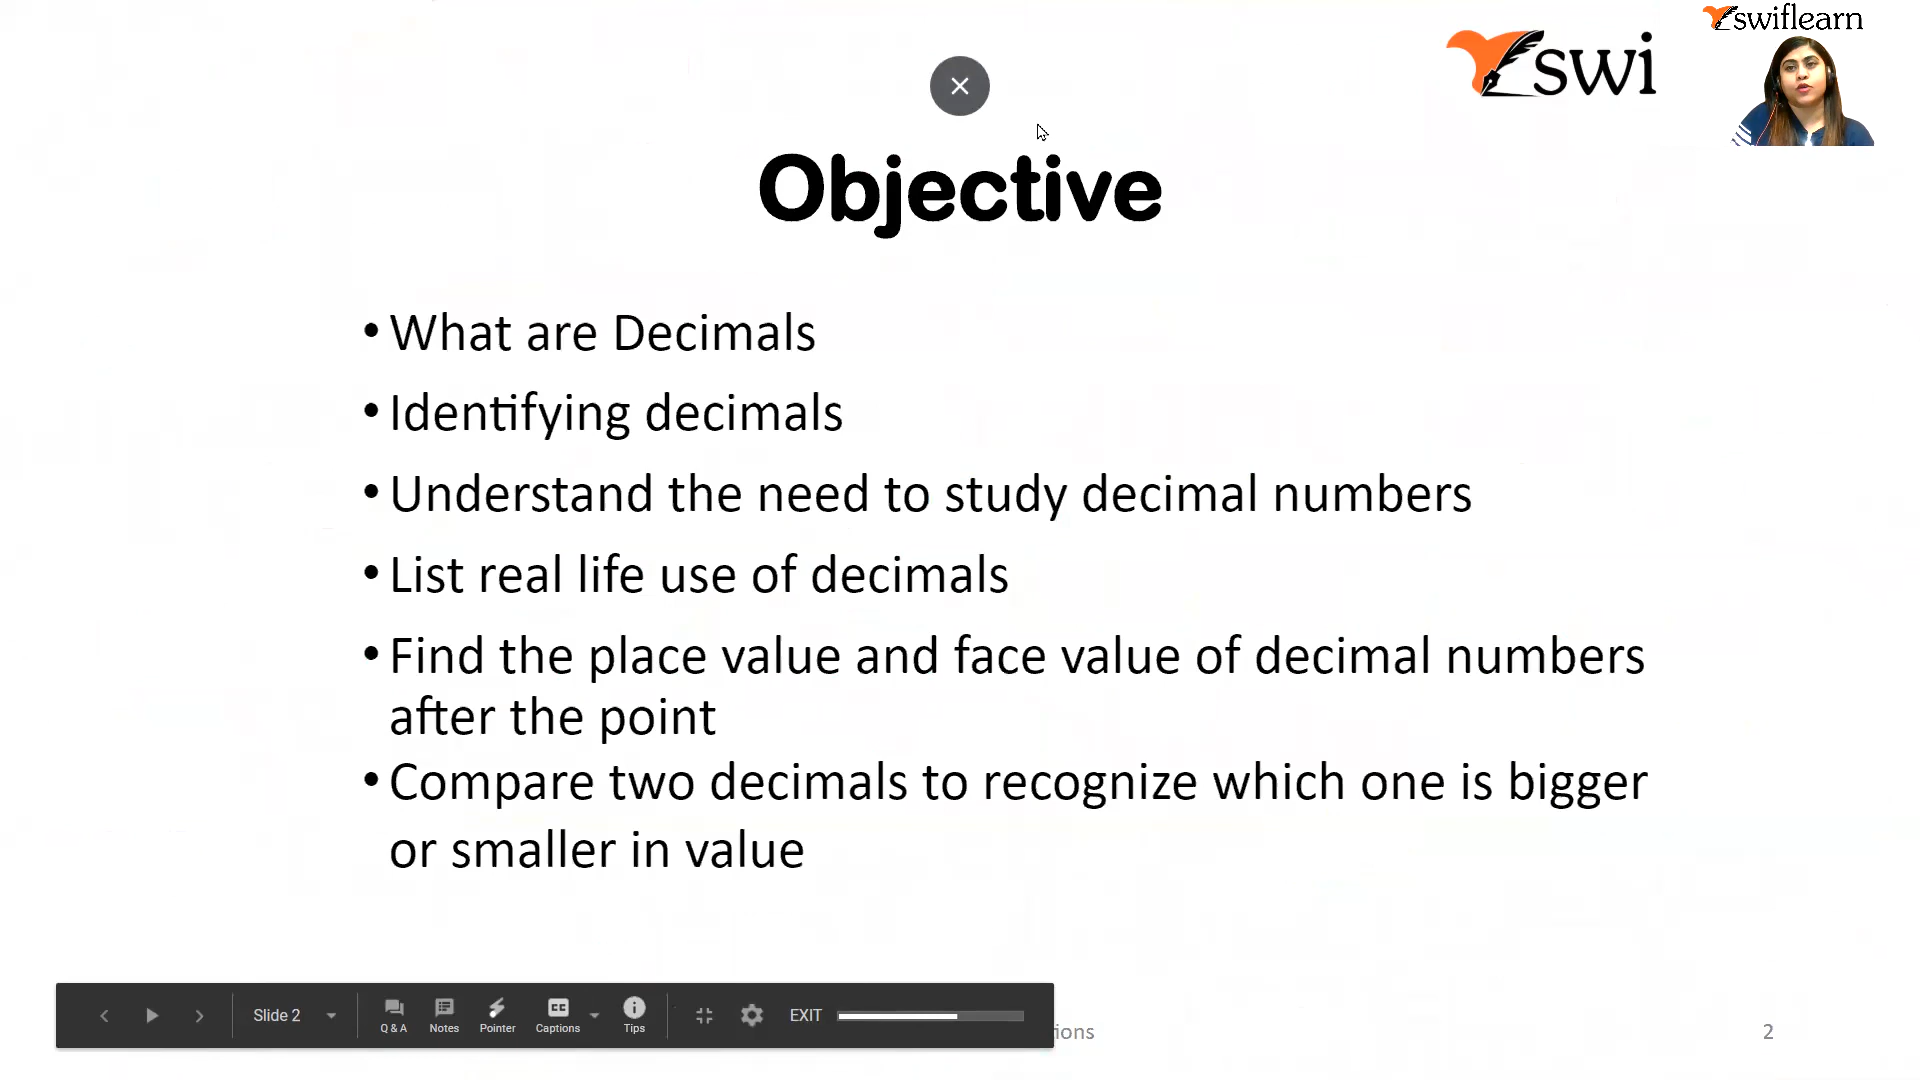 swiflearn
swi
Objective
• What are Decimals
• Identifying decimals
• Understand the need to study decimal numbers
• List real life use of decimals
• Find the place value and face value of decimal numbers
after the point
• Compare two decimals to recognize which one is bigger
or smaller in value
Slide 2
Q & A
Notes
Pointer
CC
Captions
Tips
EXIT
ions
2